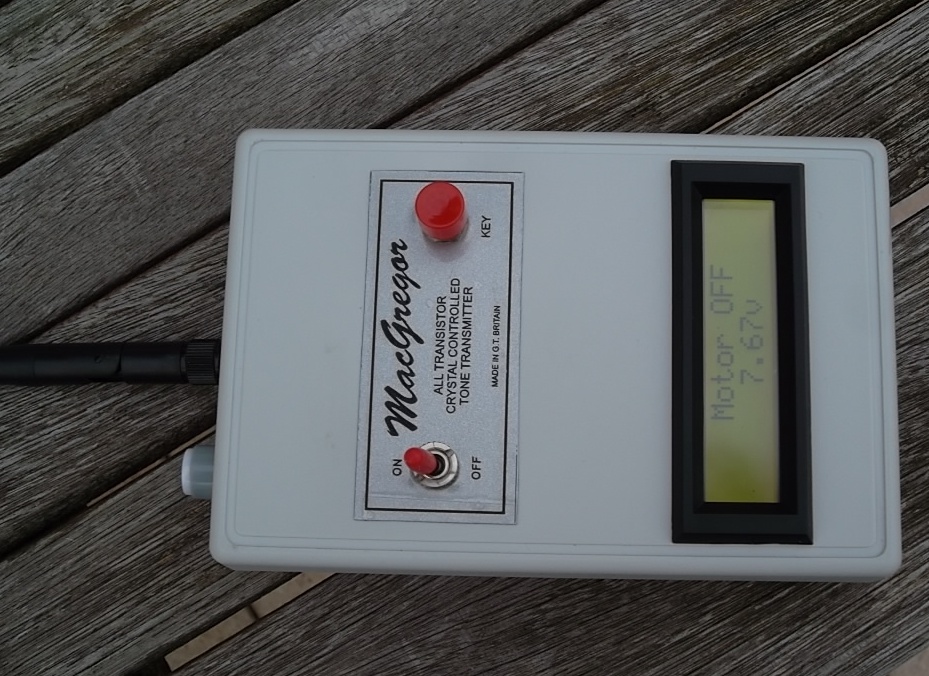 MacGregor
ALL TRANSISTOR
CRYSTAL CONTROLLED
TONE TRANSMITTER
ON
OFF
KEY
MADE IN G.T. BRITAIN
Motor OFF
7.67v